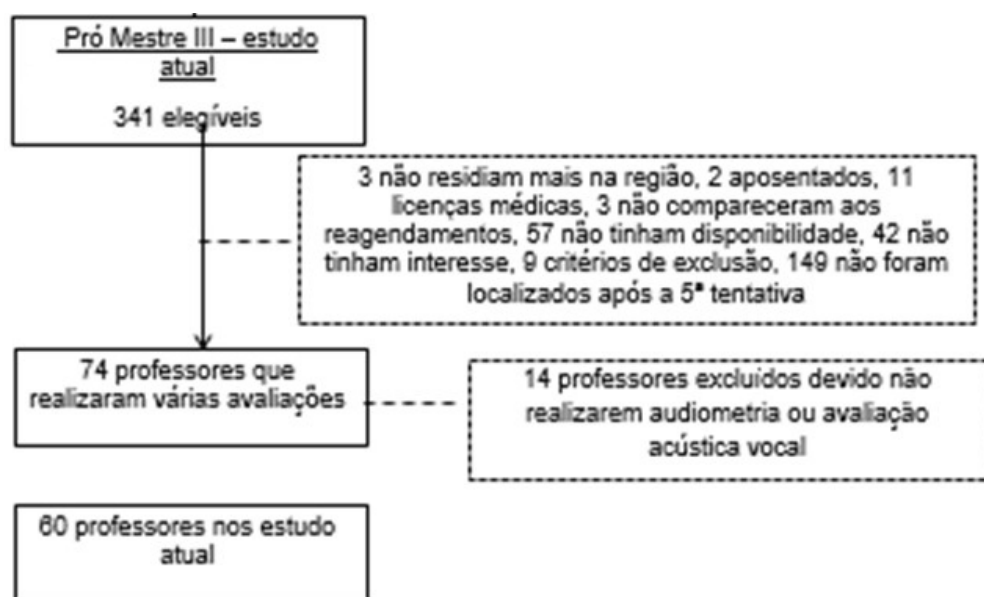 Pró Mestre III – estudo
atual
341 elegíveis
3 não residiam mais na região, 2 aposentados, 11
licenças médicas, 3 não compareceram aos
reagendamentos, 57 não tinham disponibilidade, 42 não
tinham interesse, 9 critérios de exclusão, 149 não foram
localizados após a 5ª tentativa
74 professores que
realizaram várias avaliações
14 professores excluídos devido não
realizarem audiometria ou avaliação
acústica vocal
60 professores nos estudo
atual